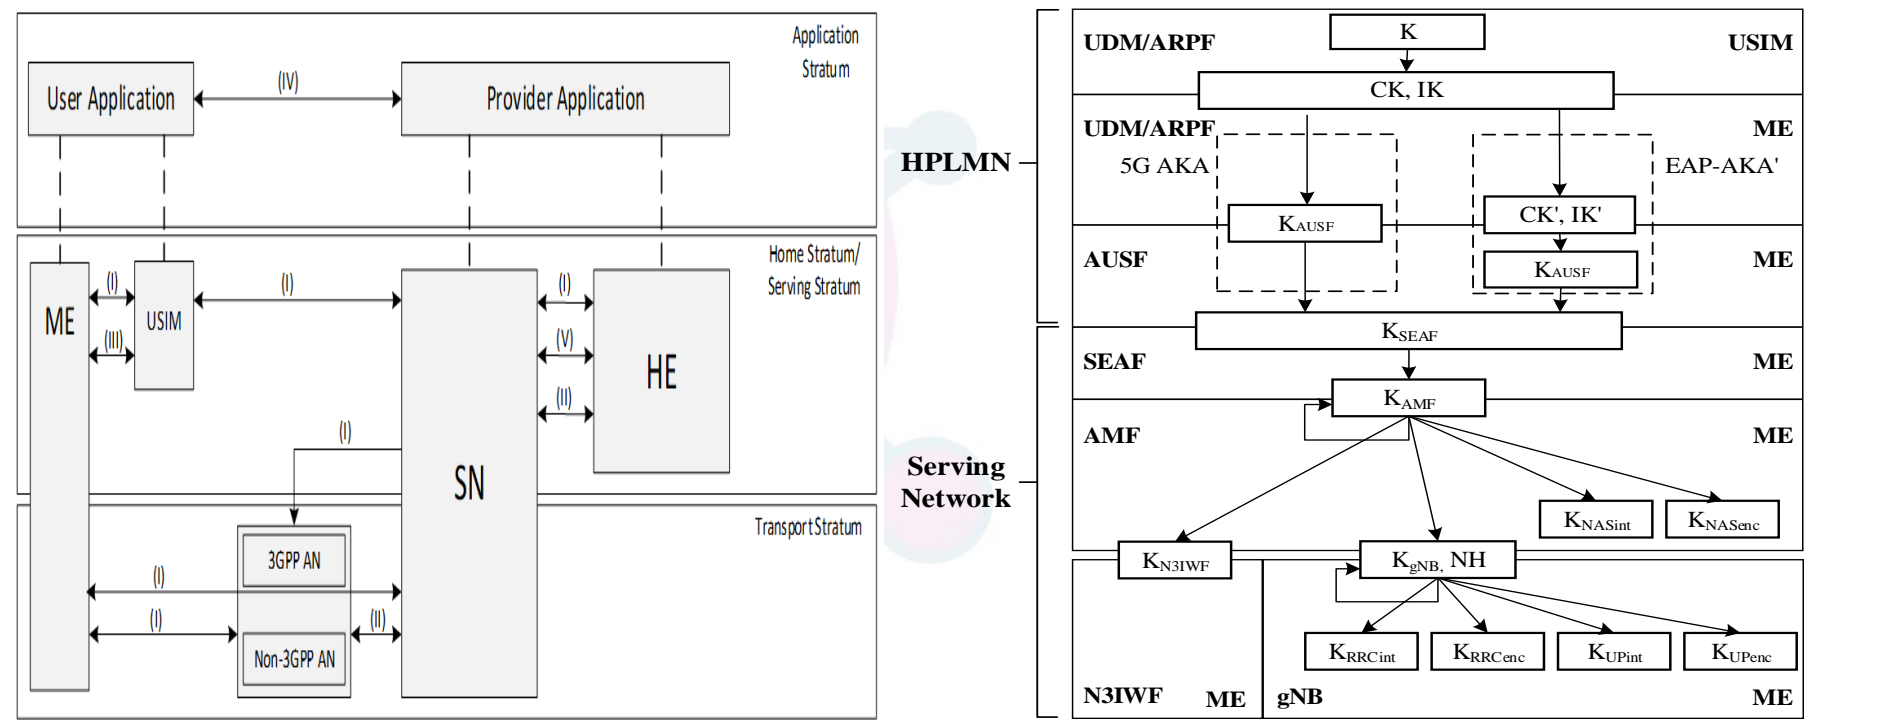 Application
Stratum
User Application
(IV)
Provider Application
Home Stratum/
Serving Stratum
ME
(I)
(III)
USIM
(I)
(I)
(V)
(II)
HE
(I)
SN
Transport Stratum
3GPP AN
(I)
(I)
(II)
Non-3GPP AN
HPLMN
Serving
Network
UDM/ARPF
K
USIM
CK, IK
UDM/ARPF
ME
5G AKA
EAP-AKA'
KAUSF
CK', IK'
AUSF
ME
KAUSF
KSEAF
SEAF
ME
KAMF
AMF
ME
KNASint
KNASenc
KN3IWF
KgNB, NH
KRRCint
KRRCenc
KUPint
KUPenc
N3IWF
ME
gNB
ME